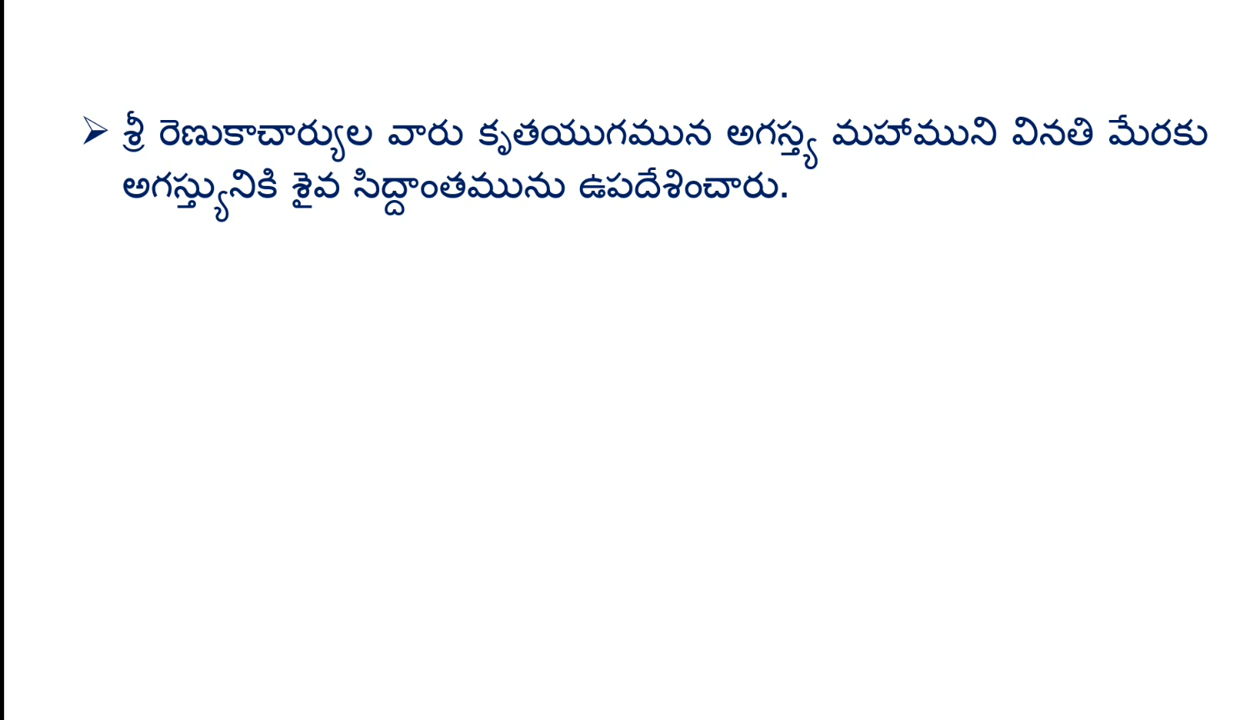 ➢ శ్రీ రెణుకాచార్యుల వారు కృతయుగమున అగస్త్య మహాముని వినతి మేరకు
అగస్త్యునికి శైవ సిద్దాంతమును ఉపదేశించారు.